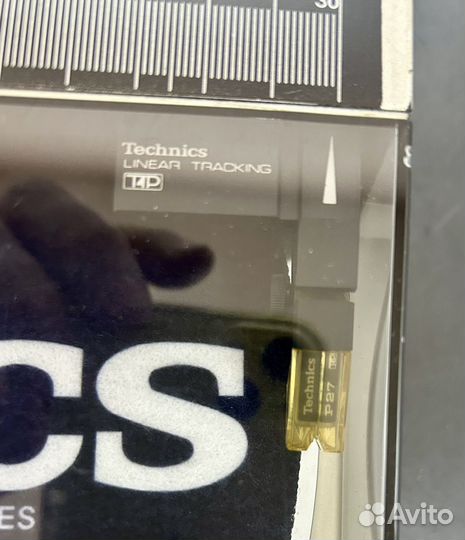 30
Technics
LINEAR TRACKING
T4P
Technics
P27
CS
ES
Avito